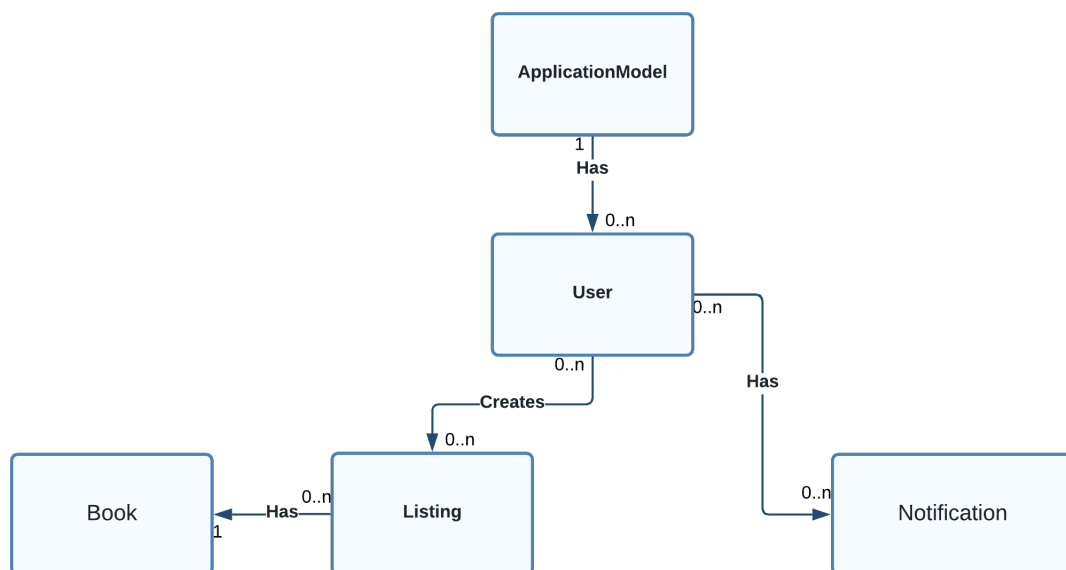 ApplicationModel
1
Has
0..n
User
0..n
0..n
Has
Creates
0..n
Book
1
Has
0..n
Listing
0..n
Notification